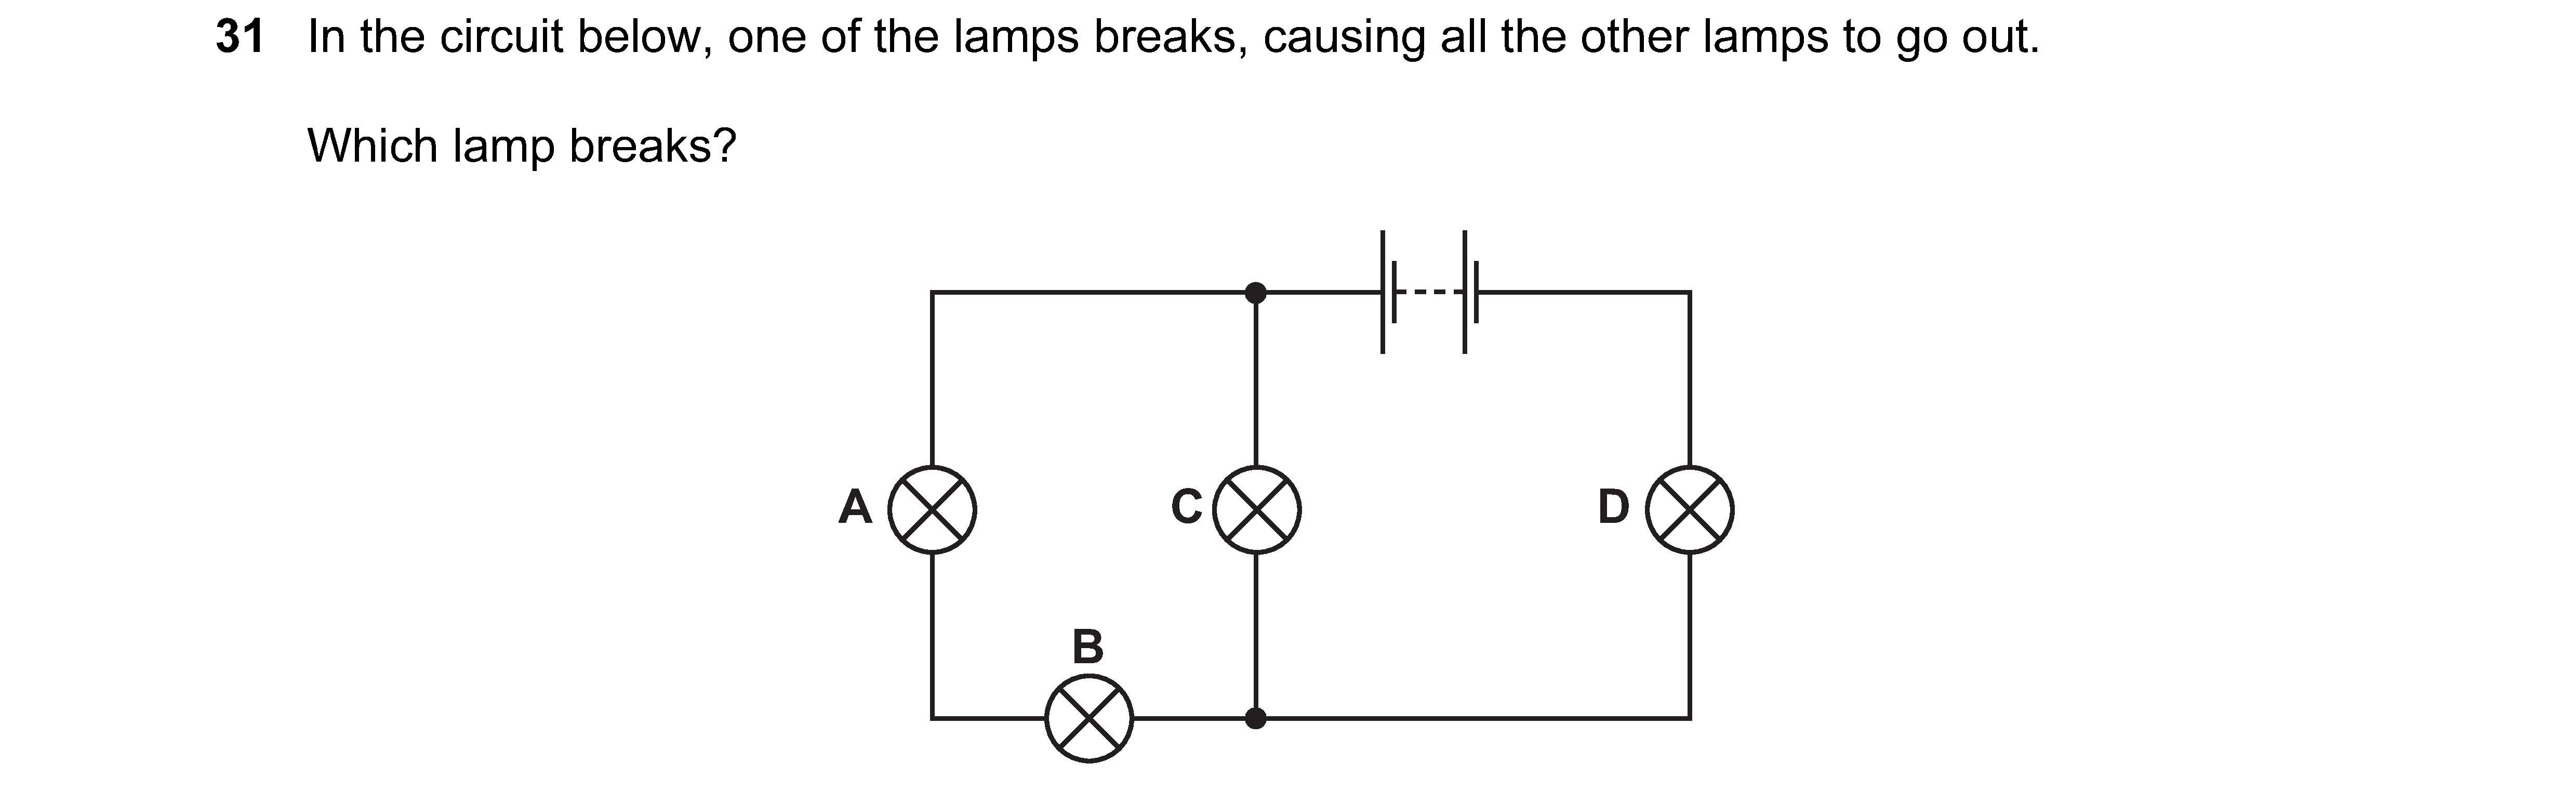 31 In the circuit below, one of the lamps breaks, causing all the other lamps to go out.
Which lamp breaks?
A
C
D
B